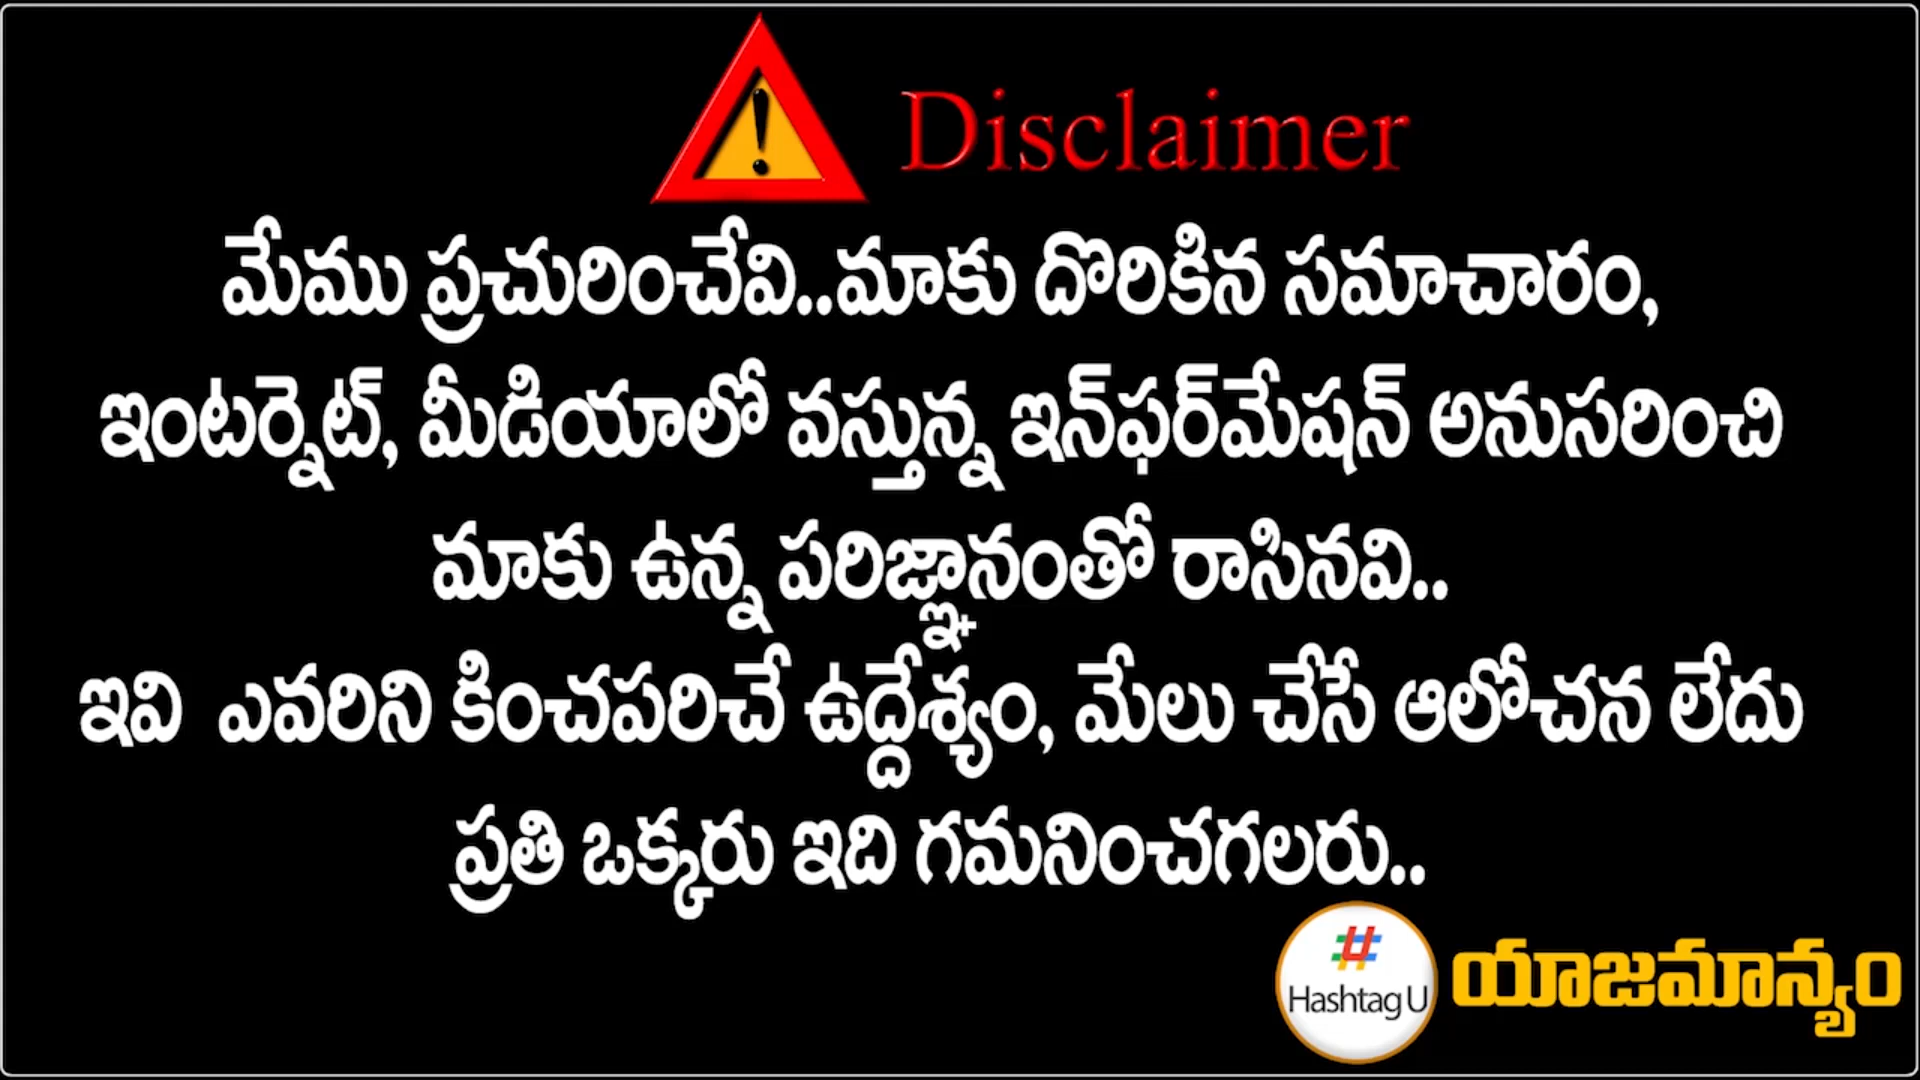 Disclaimer
మేము ప్రచురించేవి..మాకు దొరికిన సమాచారం,
ఇంటర్నెట్, మీడియాలో వస్తున్న ఇన్‌ఫర్‌మేషన్ అనుసరించి
మాకు ఉన్న పరిజ్ఞానంతో రాసినవి..
ఇవి ఎవరిని కించపరిచే ఉద్దేశ్యం, మేలు చేసే ఆలోచన లేదు
ప్రతి ఒక్కరు ఇది గమనించగలరు..
Hashtag U యాజమాన్యం